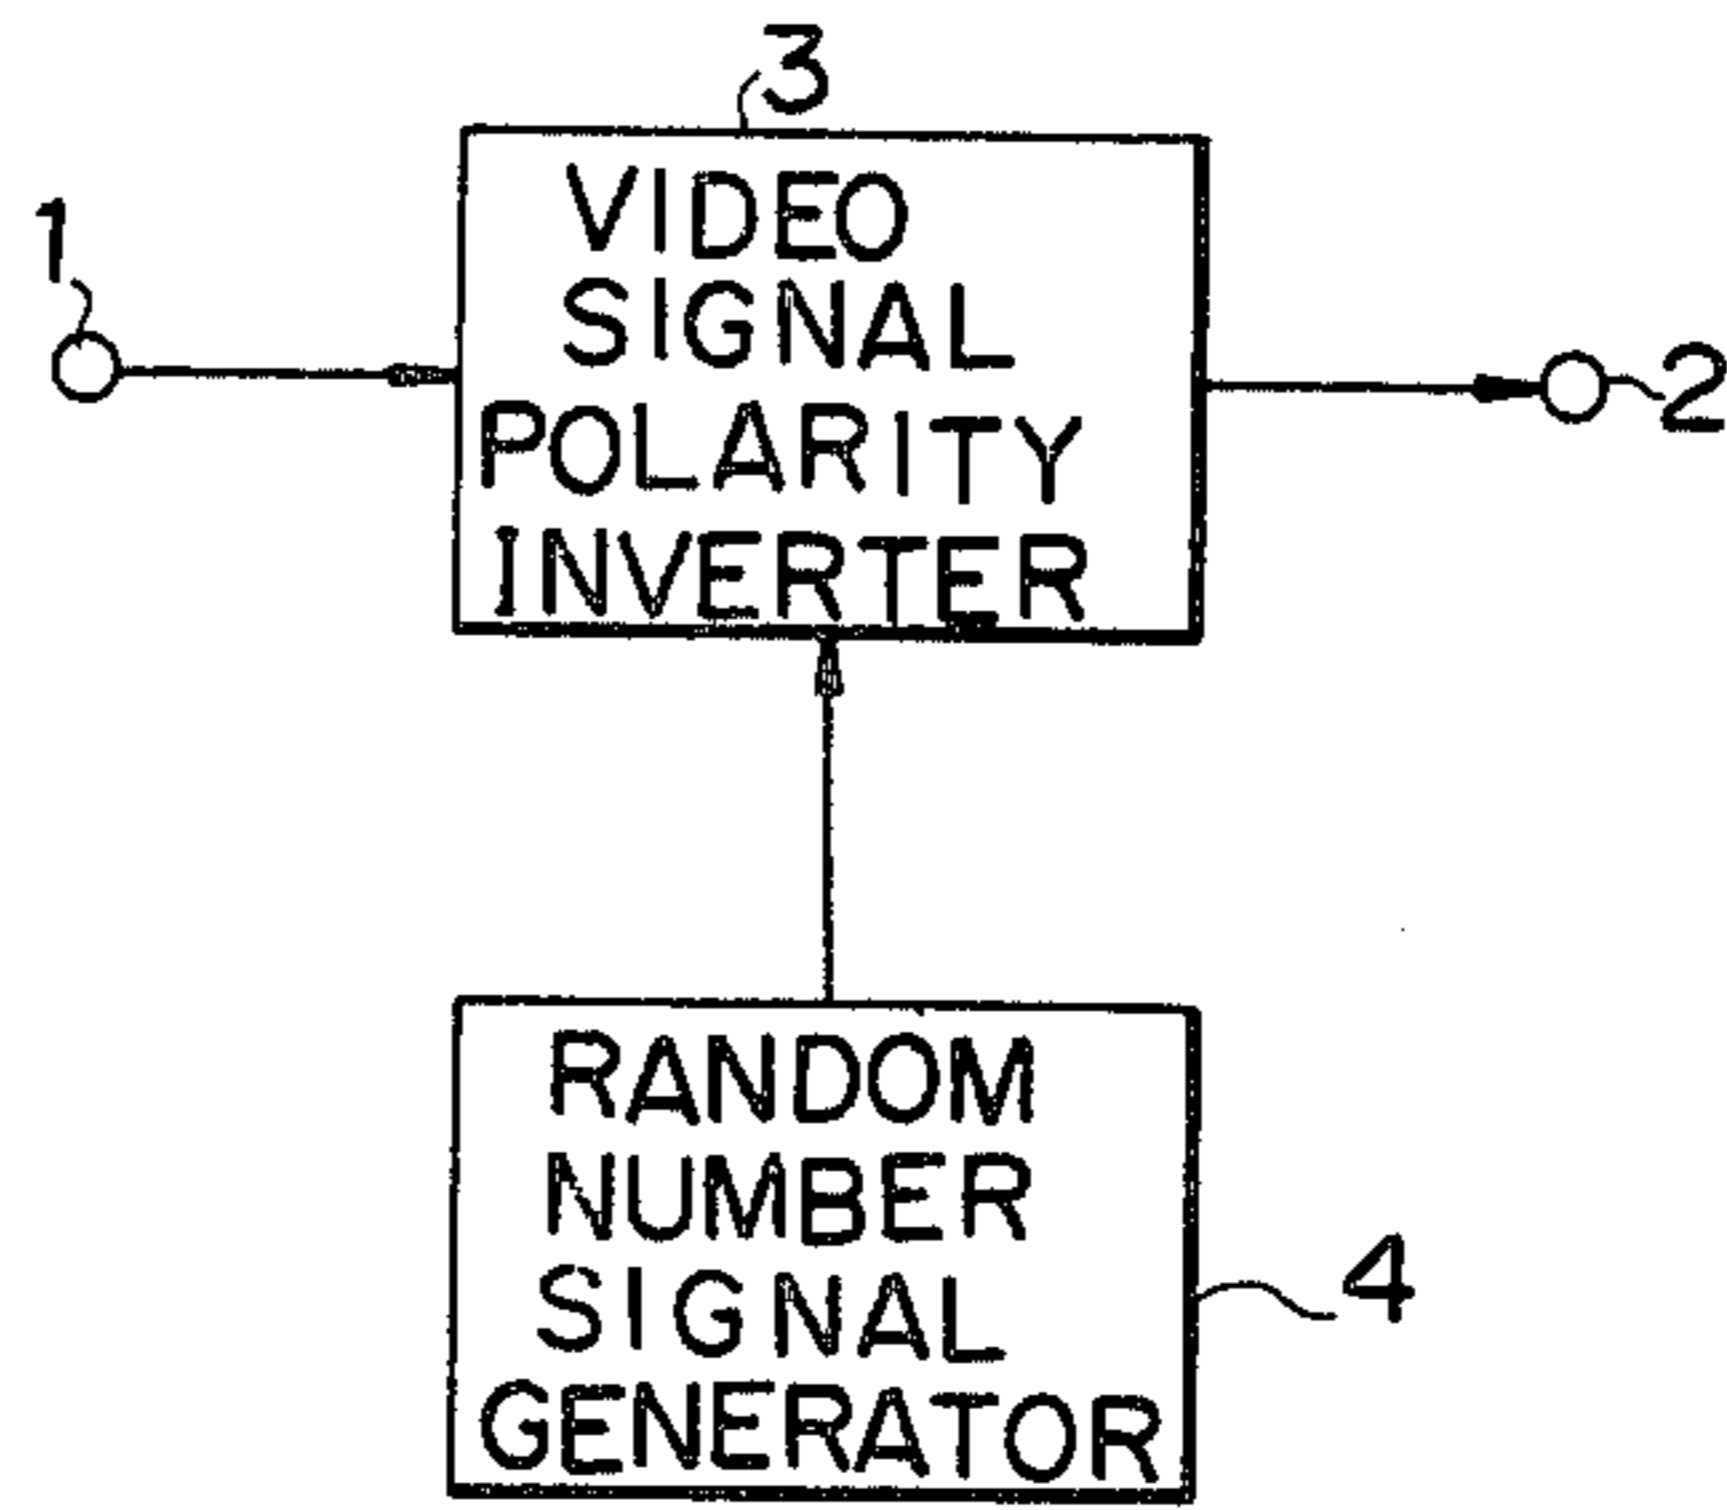 3
VIDEO
SIGNAL
POLARITY
INVERTER
1
2
RANDOM
NUMBER
SIGNAL
GENERATOR
4